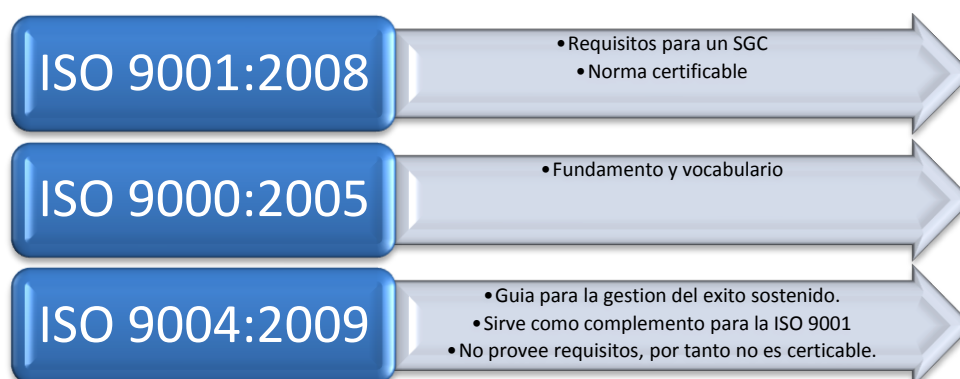 ISO 9001:2008
•Requisitos para un SGC
•Norma certificable
ISO 9000:2005
•Fundamento y vocabulario
ISO 9004:2009
•Guia para la gestion del exito sostenido.
•Sirve como complemento para la ISO 9001
•No provee requisitos, por tanto no es certicable.